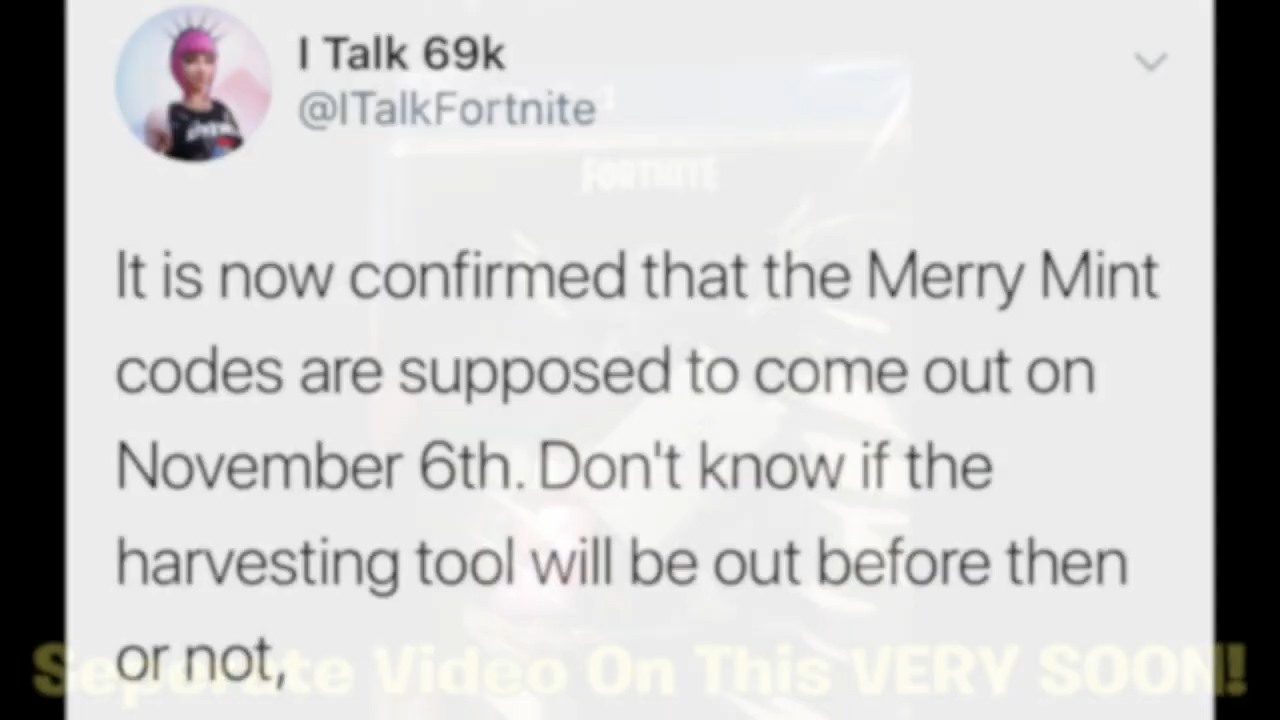 I Talk 69k
@ITalkFortnite
FORTNITE
It is now confirmed that the Merry Mint
codes are supposed to come out on
November 6th. Don't know if the
harvesting tool will be out before then
or not,
Seperate Video On This VERY SOON!